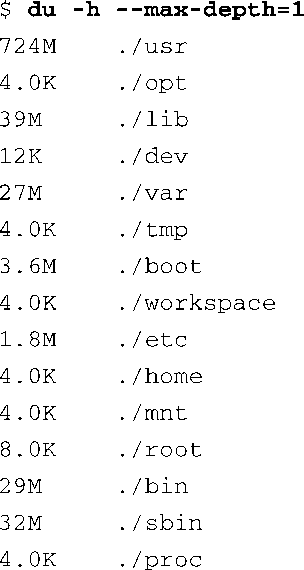 $ du -h --max-depth=1
724M ./usr
4.0K ./opt
39M ./lib
12K ./dev
27M ./var
4.0K ./tmp
3.6M ./boot
4.0K ./workspace
1.8M ./etc
4.0K ./home
4.0K ./mnt
8.0K ./root
29M ./bin
32M ./sbin
4.0K ./proc